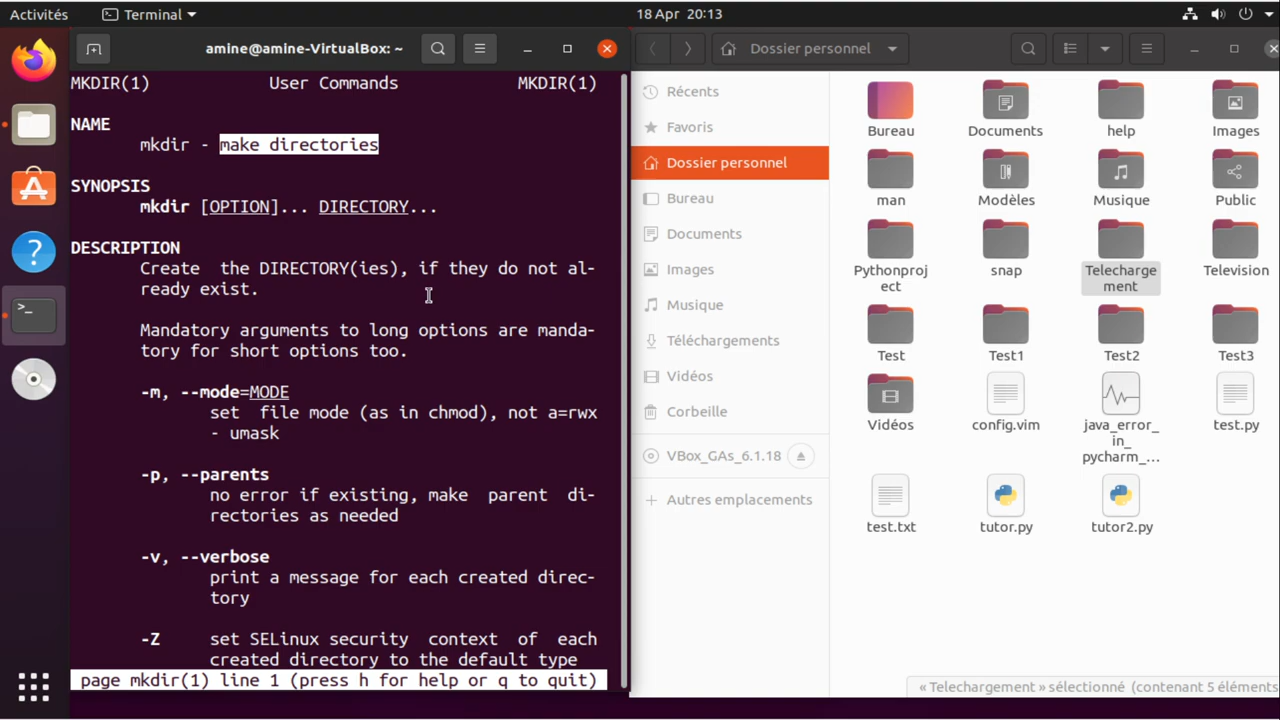 Activités
Terminal
18 Apr 20:13
amine@amine-VirtualBox: ~
MKDIR(1) User Commands MKDIR(1)
NAME
mkdir - make directories
SYNOPSIS
mkdir [OPTION]... DIRECTORY...
DESCRIPTION
Create the DIRECTORY(ies), if they do not al-
ready exist.
Mandatory arguments to long options are manda-
tory for short options too.
-m, --mode=MODE
set file mode (as in chmod), not a=rwx
- umask
-p, --parents
no error if existing, make parent di-
rectories as needed
-v, --verbose
print a message for each created direc-
tory
-Z set SELinux security context of each
created directory to the default type
page mkdir(1) line 1 (press h for help or q to quit)
Dossier personnel
Récents
Favoris
Dossier personnel
Bureau
Documents
Images
Musique
Téléchargements
Vidéos
Corbeille
VBox_GAs_6.1.18
Autres emplacements
Bureau
Documents
help
Images
man
Modèles
Musique
Public
Pythonproj
ect
snap
Telecharge
ment
Television
Test
Test1
Test2
Test3
Vidéos
config.vim
java_error_
in_
pycharm_...
test.py
test.txt
tutor.py
tutor2.py
« Telechargement » sélectionné (contenant 5 éléments